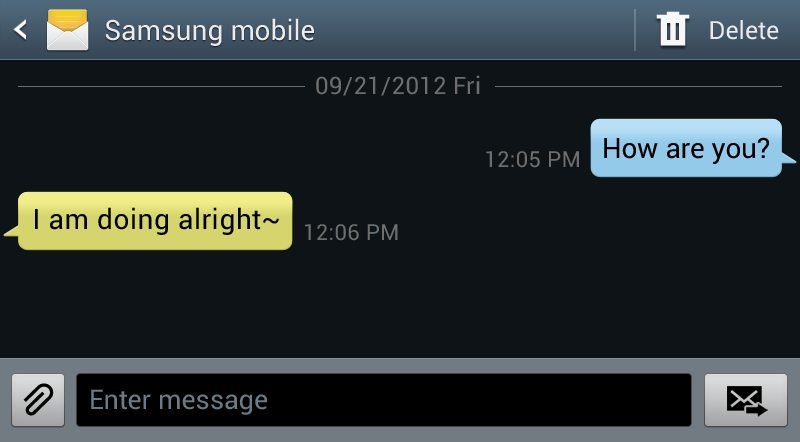 Samsung mobile
Delete
09/21/2012 Fri
12:05 PM
How are you?
I am doing alright~
12:06 PM
Enter message